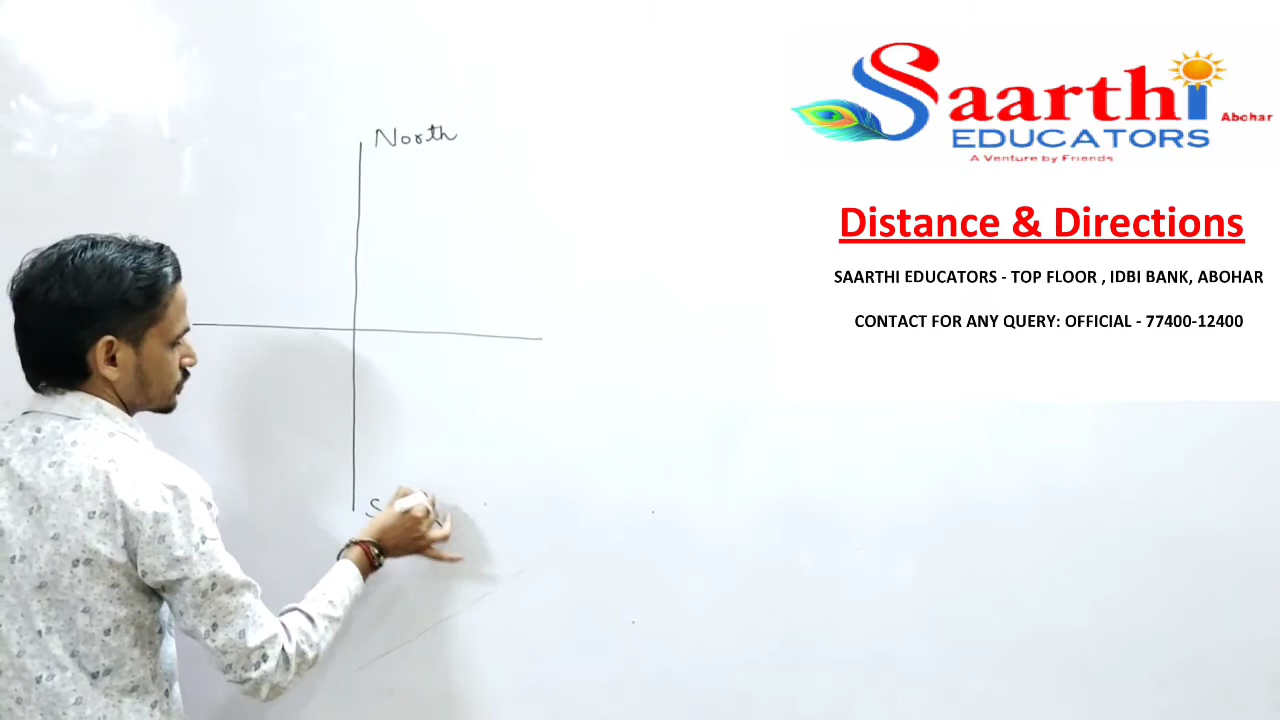 North
Saarthi
Abohar
EDUCATORS
A Venture by Friends
Distance & Directions
SAARTHI EDUCATORS - TOP FLOOR , IDBI BANK, ABOHAR
CONTACT FOR ANY QUERY: OFFICIAL - 77400-12400
S